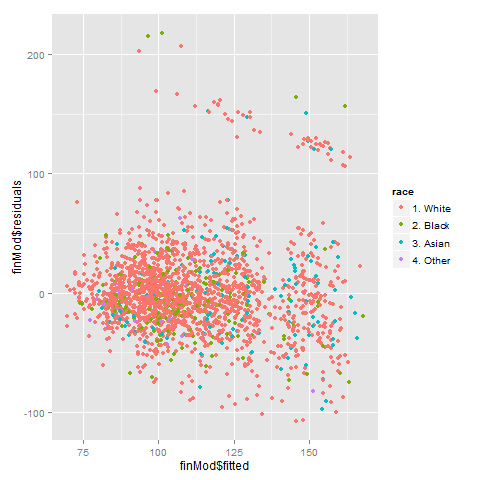 200
100
0
-100
finMod$residuals
75
100
125
150
finMod$fitted
race
1. White
2. Black
3. Asian
4. Other